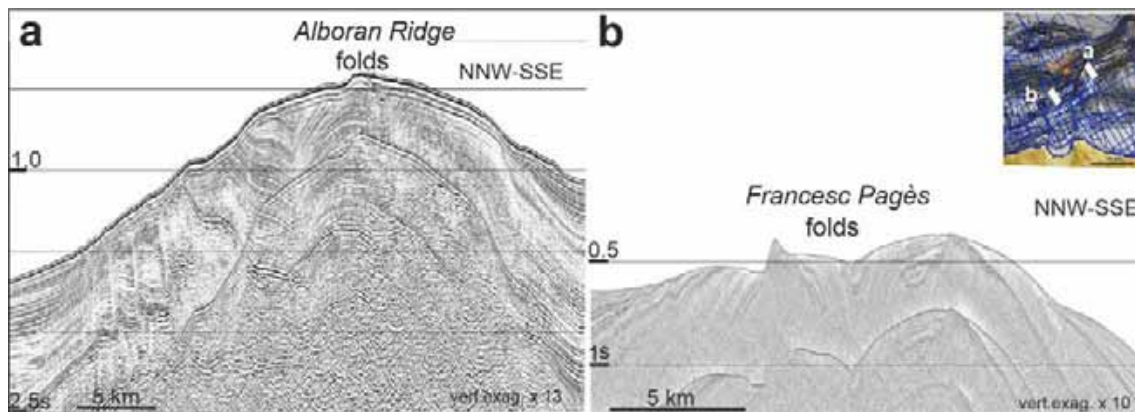 a
Alboran Ridge
folds
NNW-SSE
1.0
2.5s
5 km
vert.exag. x 13
b
a
b
Francesc Pagès
folds
NNW-SSE
0.5
1s
5 km
vert.exag. x 10